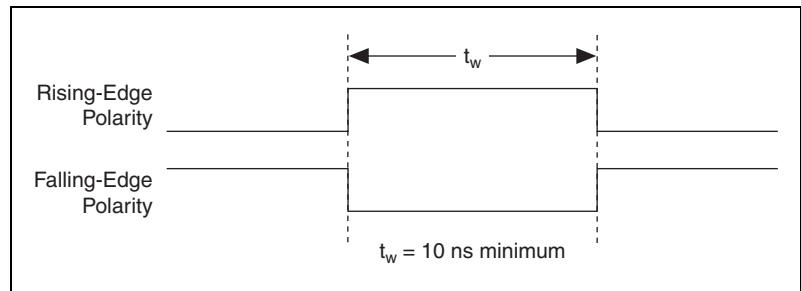 t_w
Rising-Edge
Polarity
Falling-Edge
Polarity
t_w = 10 ns minimum